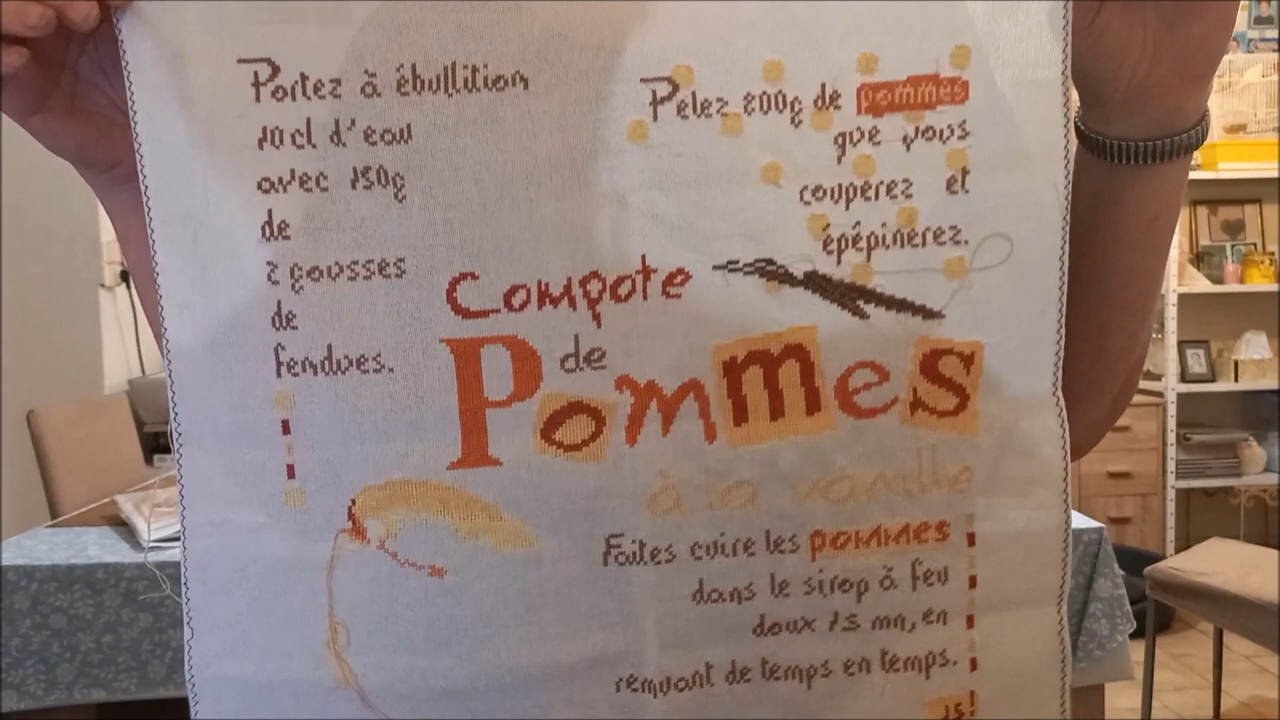 Portez à ébullition
10cl d'eau
avec 150g
de
2 gousses
de
fendues.
Pelez 800g de pommes
que vous
couperez et
épépinerez.
Compote
de
Pommes
à la vanille
Faites cuire les pommes
dans le sirop à feu
doux 15 mn, en
remuant de temps en temps.